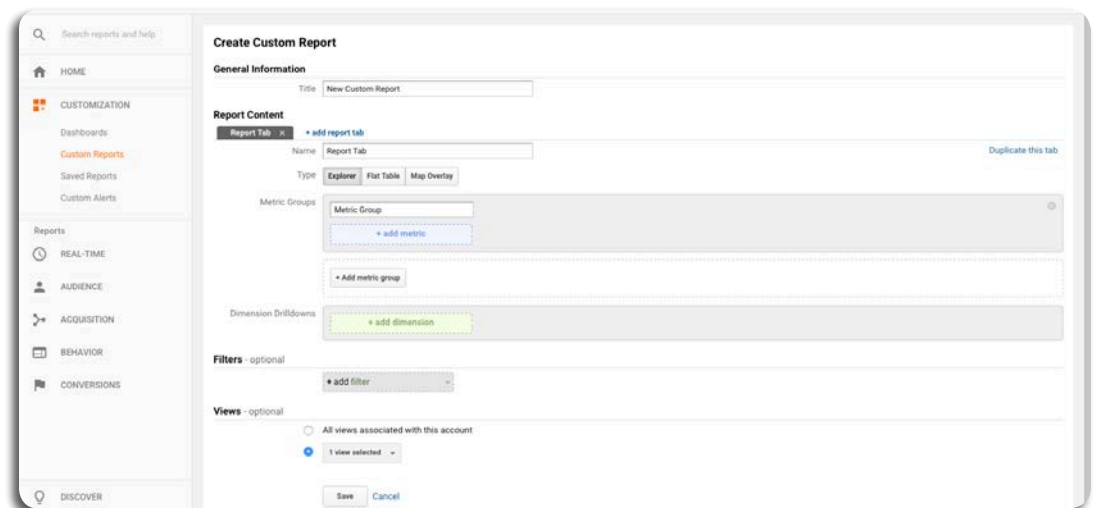 Search reports and help
HOME
CUSTOMIZATION
Dashboards
Custom Reports
Saved Reports
Custom Alerts
Reports
REAL-TIME
AUDIENCE
ACQUISITION
BEHAVIOR
CONVERSIONS
DISCOVER
Create Custom Report
General Information
Title New Custom Report
Report Content
Report Tab × + add report tab
Name Report Tab Duplicate this tab
Type Explorer Flat Table Map Overlay
Metric Groups Metric Group
+ add metric
+ Add metric group
Dimension Drilldowns + add dimension
Filters - optional
+ add filter
Views - optional
All views associated with this account
1 view selected
Save Cancel